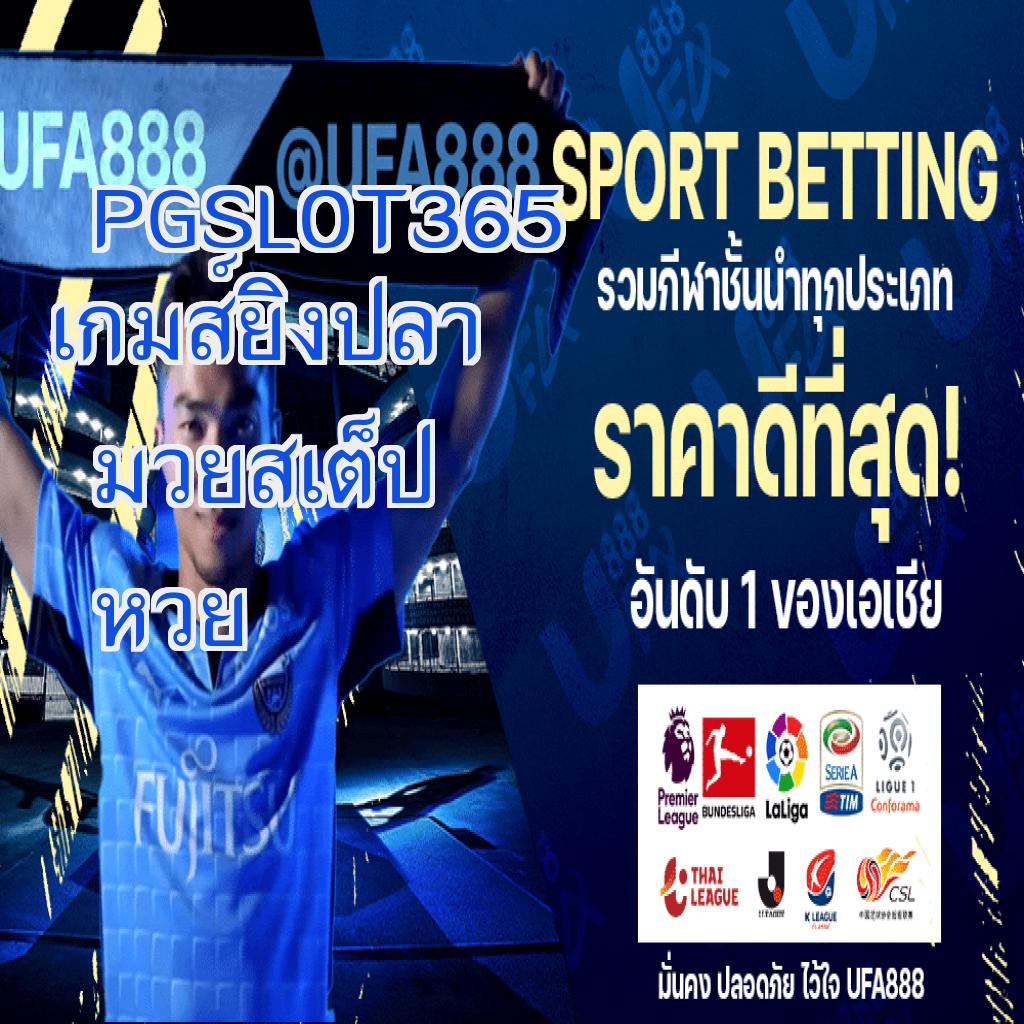 UFA888
@UFA888
PGSLOT365
เกมส์ยิงปลา
มวยสเต็ป
หวย
SPORT BETTING
รวมกีฬาชั้นนำทุกประเภท
ราคาดีที่สุด!
อันดับ 1 ของเอเชีย
FUJITSU
Premier League
BUNDESLIGA
LaLiga
SERIE A
TIM
LIGUE 1
Conforama
THAI LEAGUE
J.LEAGUE
K LEAGUE
CSL
มั่นคง ปลอดภัย ไว้ใจ UFA888